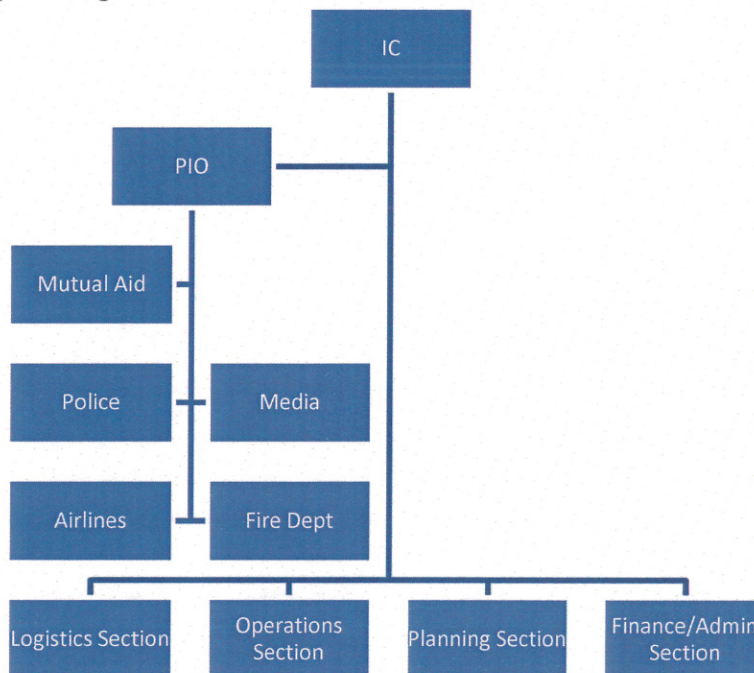 IC
PIO
Mutual Aid
Police
Media
Airlines
Fire Dept
Logistics Section
Operations
Section
Planning Section
Finance/Admin
Section